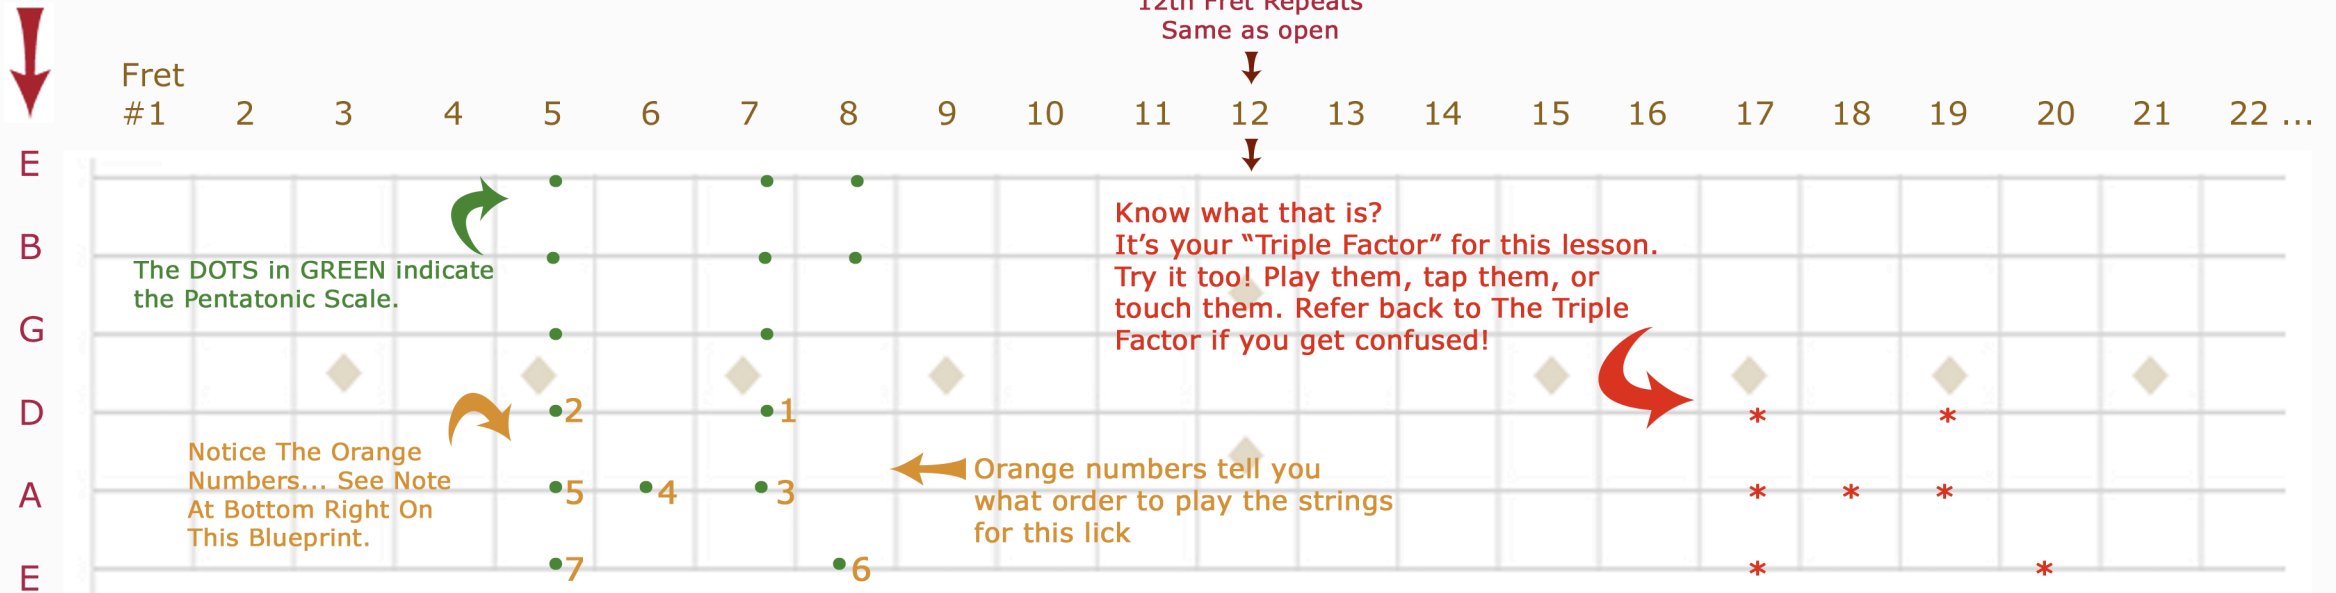 12th Fret Repeats
Same as open
Fret
#1 2 3 4 5 6 7 8 9 10 11 12 13 14 15 16 17 18 19 20 21 22 ...
E
Know what that is?
B
It’s your “Triple Factor” for this lesson.
The DOTS in GREEN indicate
the Pentatonic Scale.
Try it too! Play them, tap them, or
touch them. Refer back to The Triple
Factor if you get confused!
G
D
2 1
* *
Notice The Orange
Numbers... See Note
At Bottom Right On
This Blueprint.
Orange numbers tell you
what order to play the strings
for this lick
A
5 4 3
* * *
E
7 6
* *